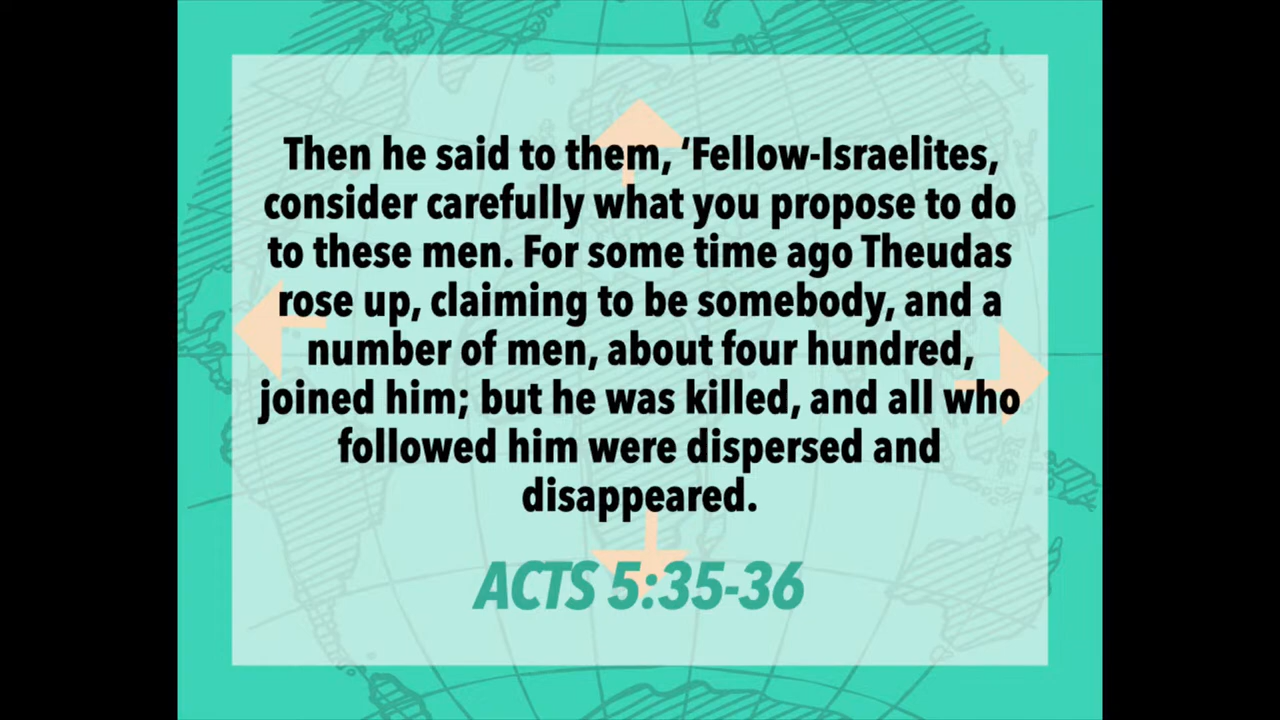 Then he said to them, ‘Fellow-Israelites,
consider carefully what you propose to do
to these men. For some time ago Theudas
rose up, claiming to be somebody, and a
number of men, about four hundred,
joined him; but he was killed, and all who
followed him were dispersed and
disappeared.
ACTS 5:35-36